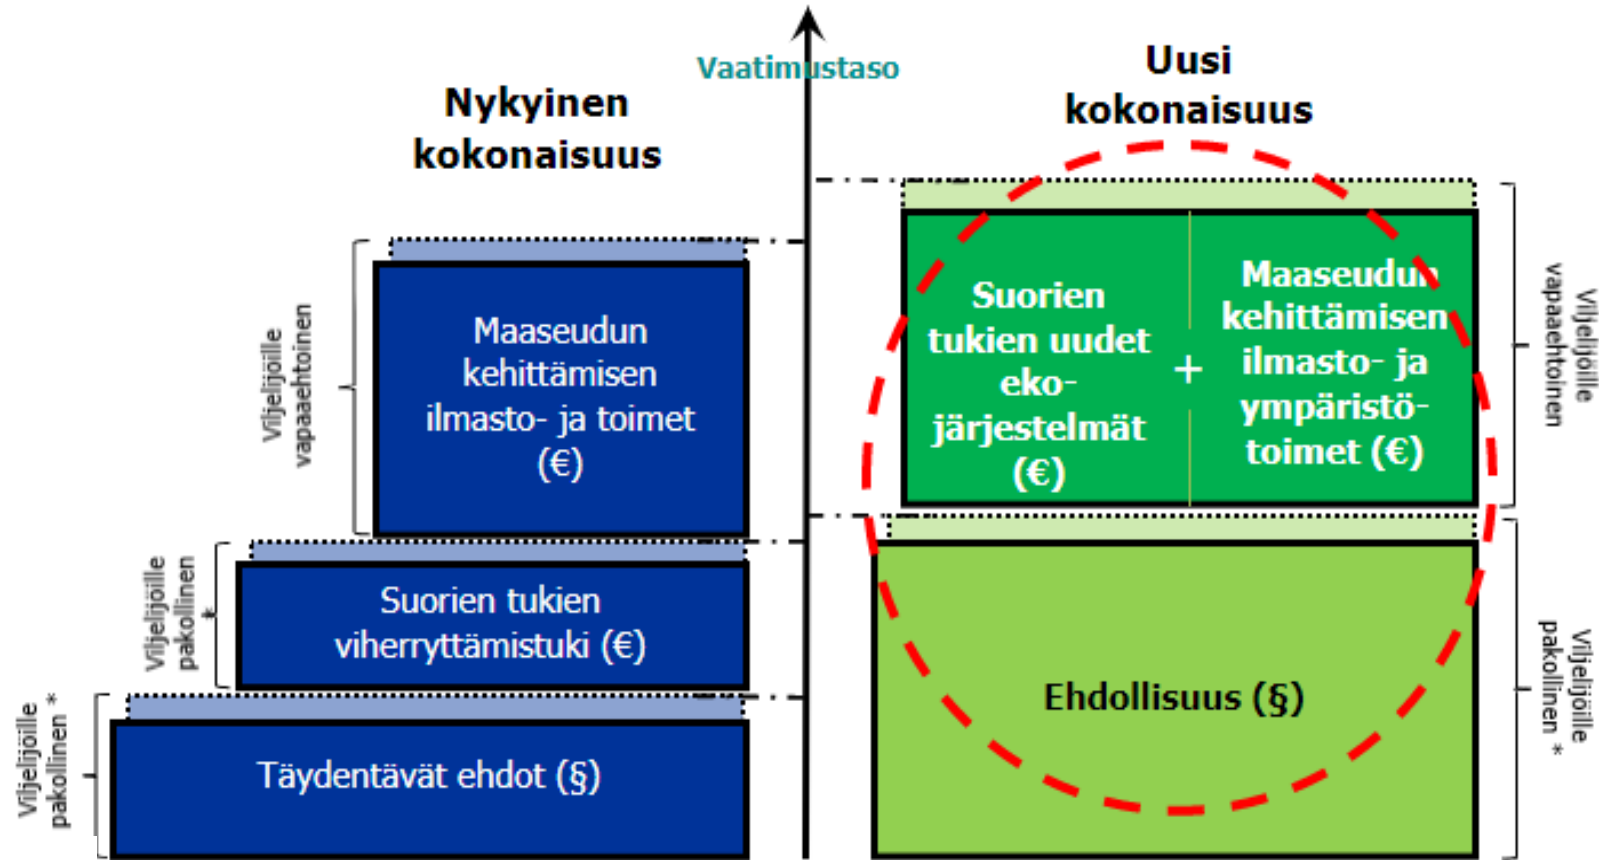 Vaatimustaso
Nykyinen
kokonaisuus
Viljelijöille
vapaaehtoinen
Maaseudun
kehittämisen
ilmasto- ja toimet
(€)
Viljelijöille
pakollinen *
Suorien tukien
viherryttämistuki (€)
Viljelijöille
pakollinen *
Täydentävät ehdot (§)
Uusi
kokonaisuus
Suorien
tukien uudet
eko-
järjestelmät
(€)
+
Maaseudun
kehittämisen
ilmasto- ja
ympäristö-
toimet (€)
Viljelijöille
vapaaehtoinen
Ehdollisuus (§)
Viljelijöille
pakollinen *